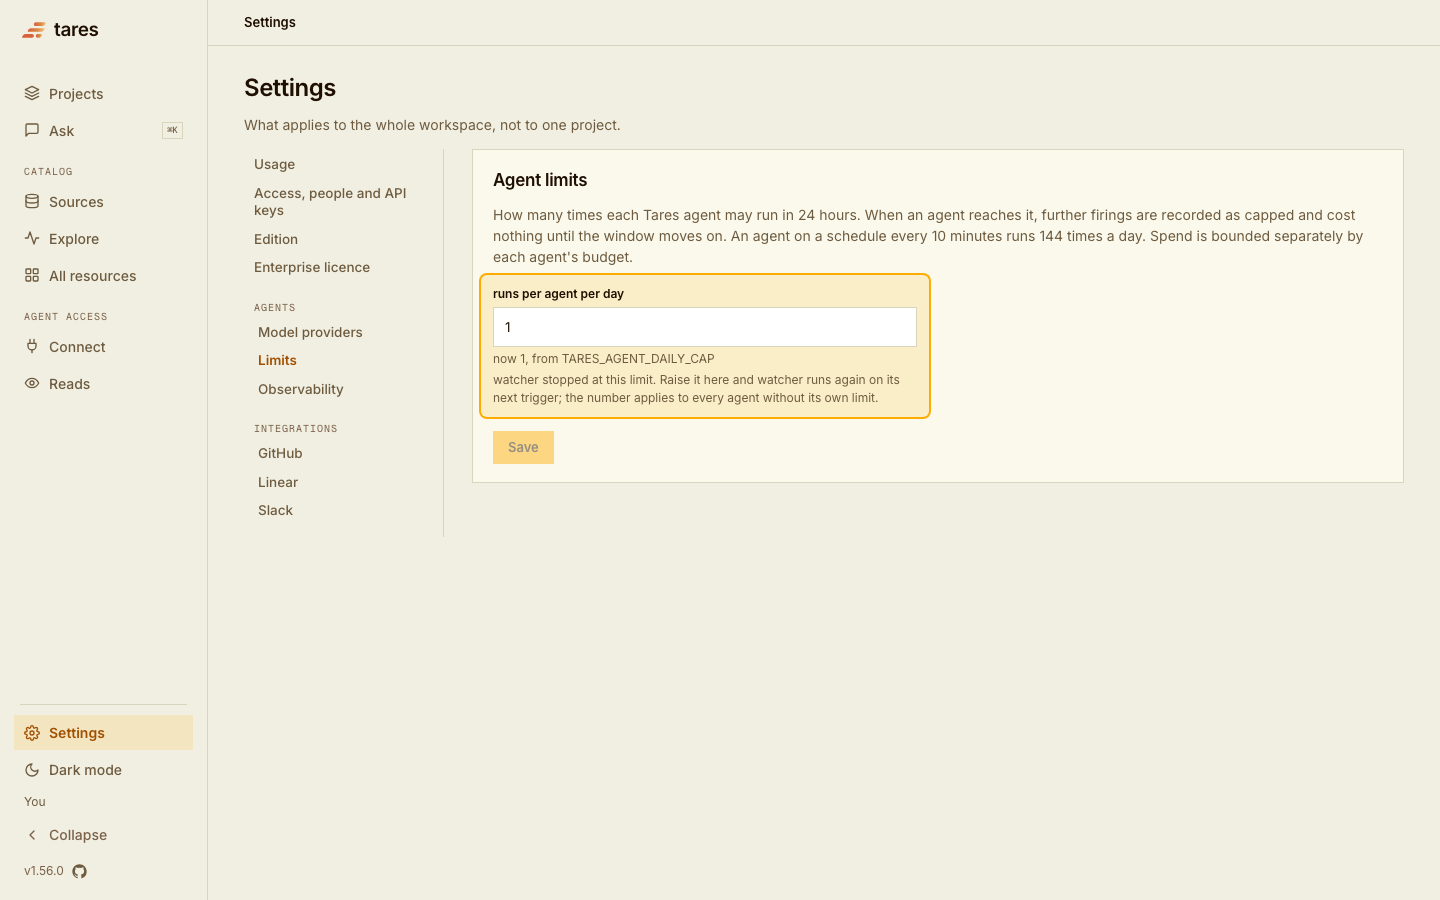 tares
Projects
Ask
⌘K
CATALOG
Sources
Explore
All resources
AGENT ACCESS
Connect
Reads
Settings
Dark mode
You
Collapse
v1.56.0
Settings
Settings
What applies to the whole workspace, not to one project.
Usage
Access, people and API
keys
Edition
Enterprise licence
AGENTS
Model providers
Limits
Observability
INTEGRATIONS
GitHub
Linear
Slack
Agent limits
How many times each Tares agent may run in 24 hours. When an agent reaches it, further firings are recorded as capped and cost
nothing until the window moves on. An agent on a schedule every 10 minutes runs 144 times a day. Spend is bounded separately by
each agent's budget.
runs per agent per day
1
now 1, from TARES_AGENT_DAILY_CAP
watcher stopped at this limit. Raise it here and watcher runs again on its
next trigger; the number applies to every agent without its own limit.
Save